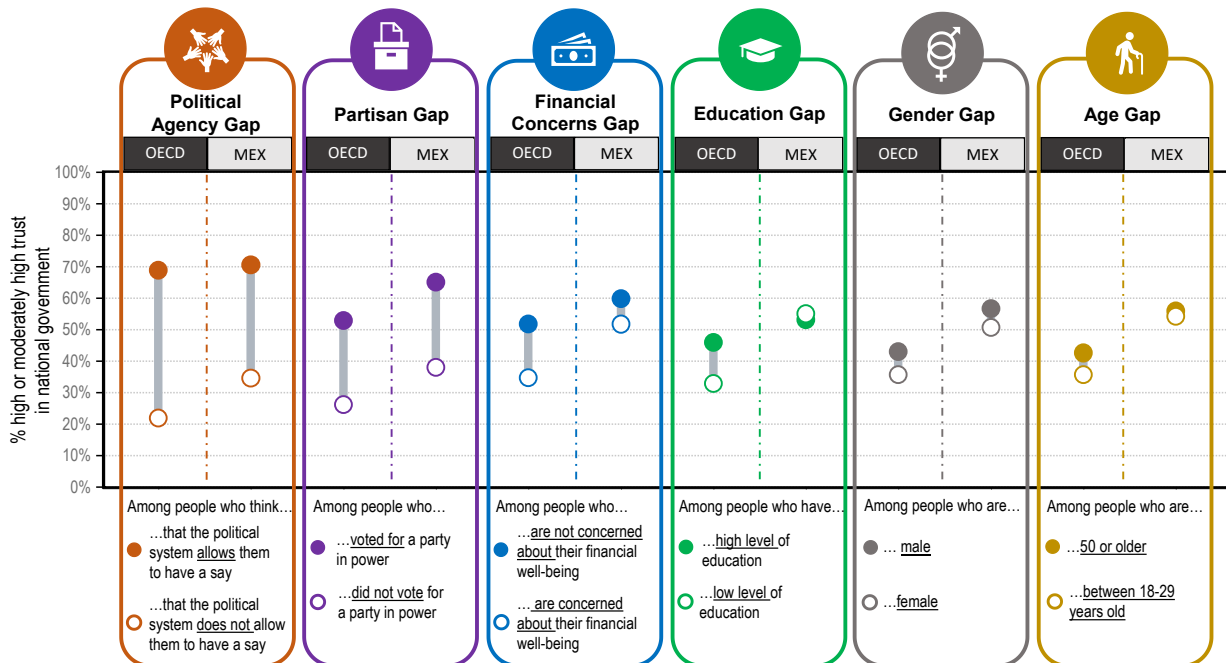 Political
Agency Gap
Partisan Gap
Financial
Concerns Gap
Education Gap
Gender Gap
Age Gap
OECD
MEX
OECD
MEX
OECD
MEX
OECD
MEX
OECD
MEX
OECD
MEX
% high or moderately high trust
in national government
100%
90%
80%
70%
60%
50%
40%
30%
20%
10%
0%
Among people who think…
…that the political
system allows them
to have a say
…that the political
system does not allow
them to have a say
Among people who…
…voted for a party
in power
…did not vote for
a party in power
Among people who…
…are not concerned
about their financial
well-being
… are concerned
about their financial
well-being
Among people who have…
…high level of
education
…low level of
education
Among people who are…
… male
…female
Among people who are…
…50 or older
…between 18-29
years old